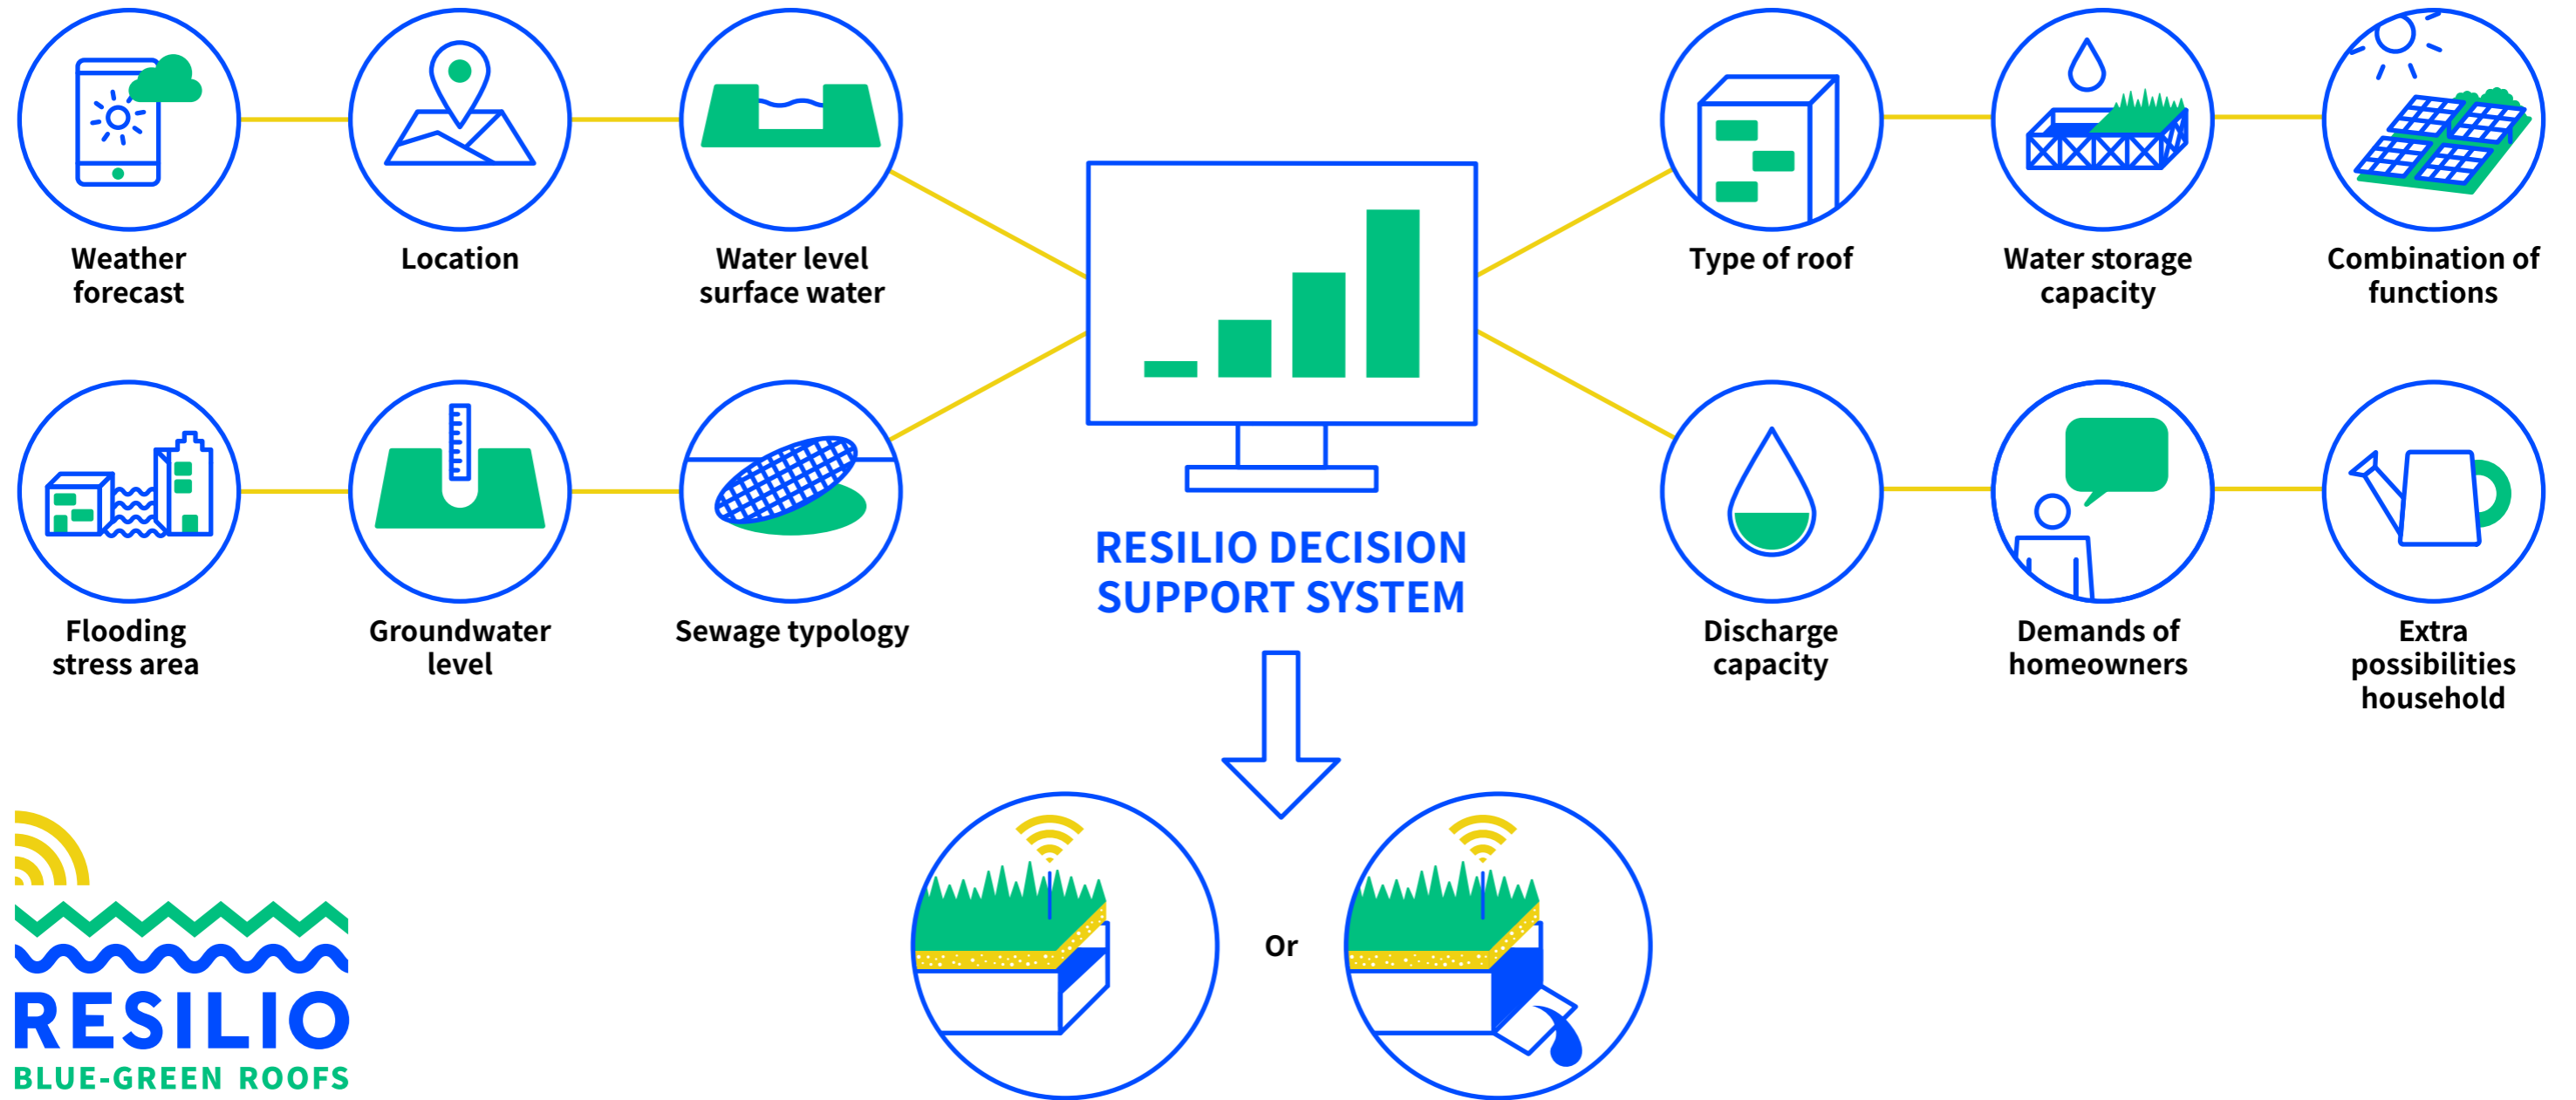 Weather
forecast
Location
Water level
surface water
Type of roof
Water storage
capacity
Combination of
functions
Flooding
stress area
Groundwater
level
Sewage typology
RESILIO DECISION
SUPPORT SYSTEM
Discharge
capacity
Demands of
homeowners
Extra
possibilities
household
Or
RESILIO
BLUE-GREEN ROOFS